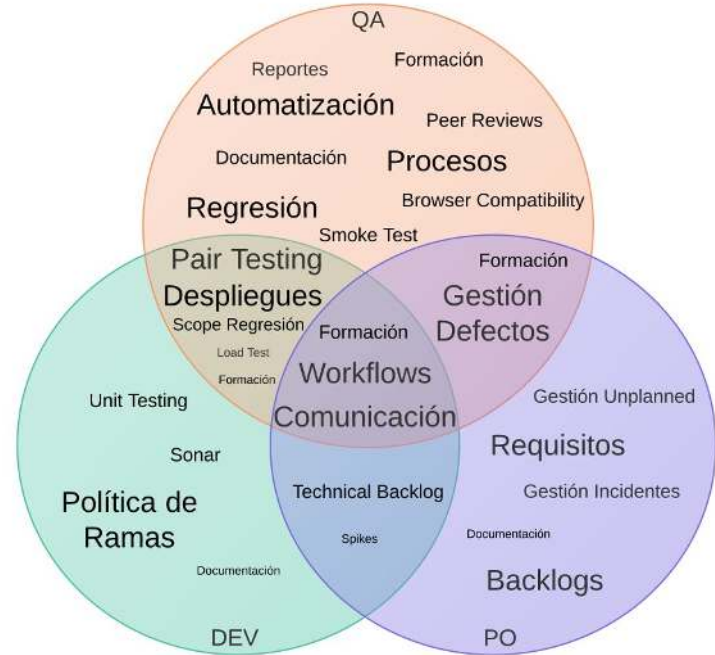 QA
Formación
Reportes
Automatización
Peer Reviews
Documentación
Procesos
Browser Compatibility
Regresión
Smoke Test
Pair Testing
Formación
Despliegues
Gestión
Defectos
Scope Regresión
Formación
Load Test
Workflows
Formación
Unit Testing
Gestión Unplanned
Comunicación
Requisitos
Sonar
Technical Backlog
Gestión Incidentes
Política de
Ramas
Spikes
Documentación
Documentación
Backlogs
DEV
PO